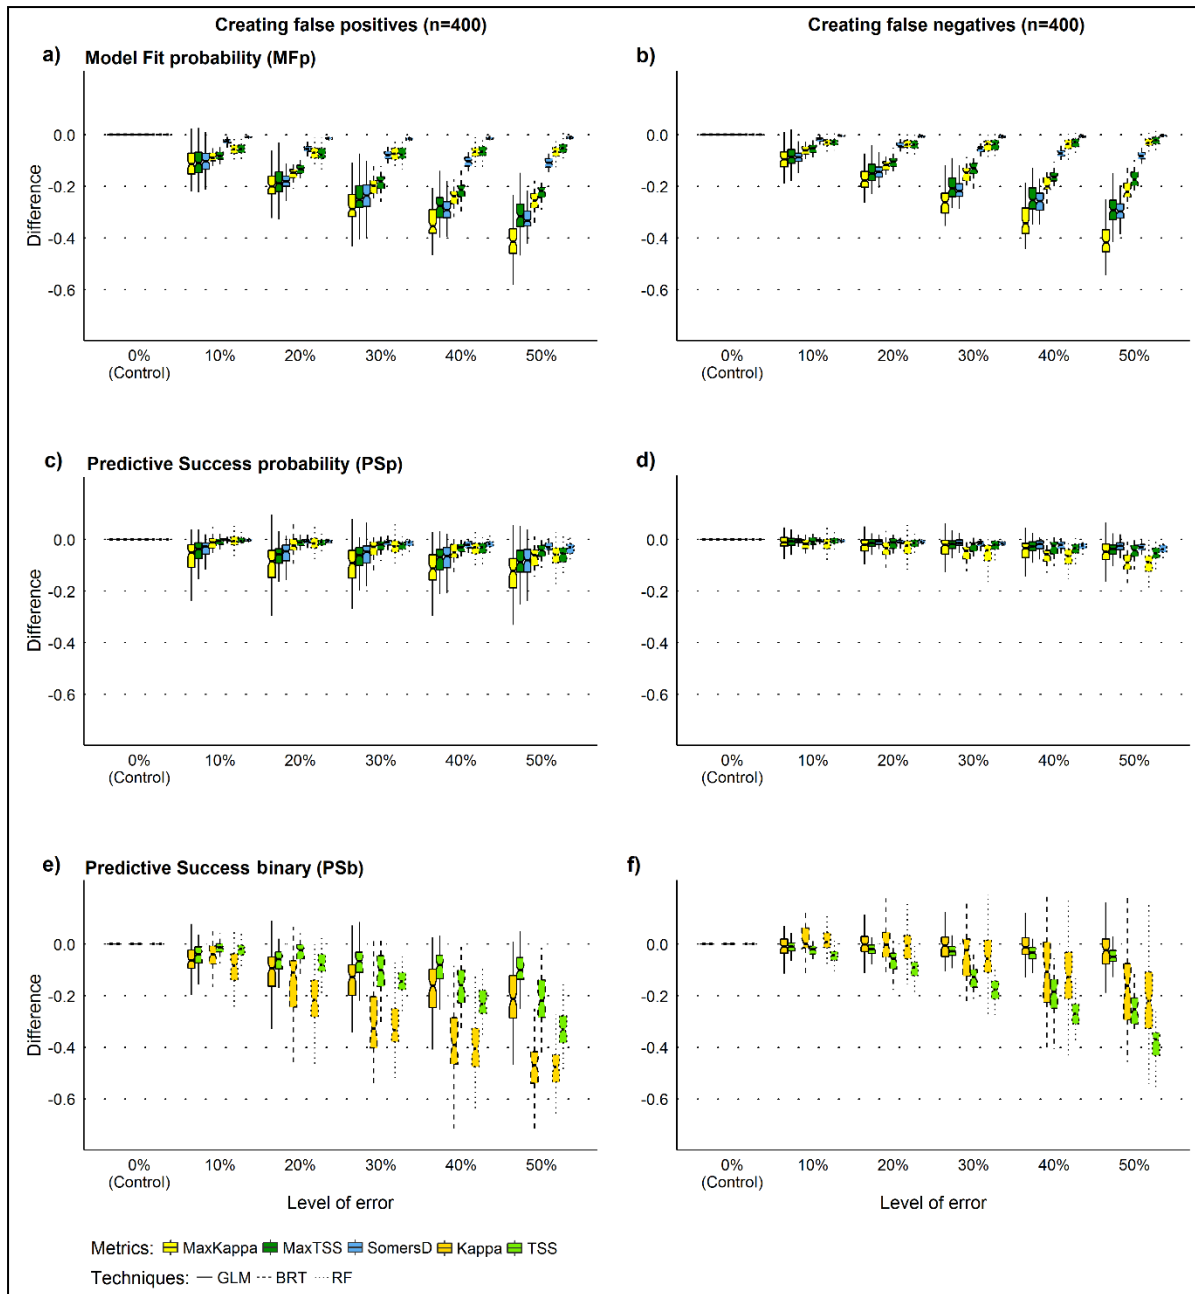 Creating false positives (n=400)
Creating false negatives (n=400)
a) Model Fit probability (MFp)
b)
0.0
-0.2
-0.4
-0.6
Difference
0% (Control) 10% 20% 30% 40% 50%
0.0
-0.2
-0.4
-0.6
0% (Control) 10% 20% 30% 40% 50%
c) Predictive Success probability (PSp)
d)
0.0
-0.2
-0.4
-0.6
Difference
0% (Control) 10% 20% 30% 40% 50%
0.0
-0.2
-0.4
-0.6
0% (Control) 10% 20% 30% 40% 50%
e) Predictive Success binary (PSb)
f)
0.0
-0.2
-0.4
-0.6
Difference
0% (Control) 10% 20% 30% 40% 50%
Level of error
0.0
-0.2
-0.4
-0.6
0% (Control) 10% 20% 30% 40% 50%
Level of error
Metrics: MaxKappa MaxTSS SomersD Kappa TSS
Techniques: GLM BRT RF